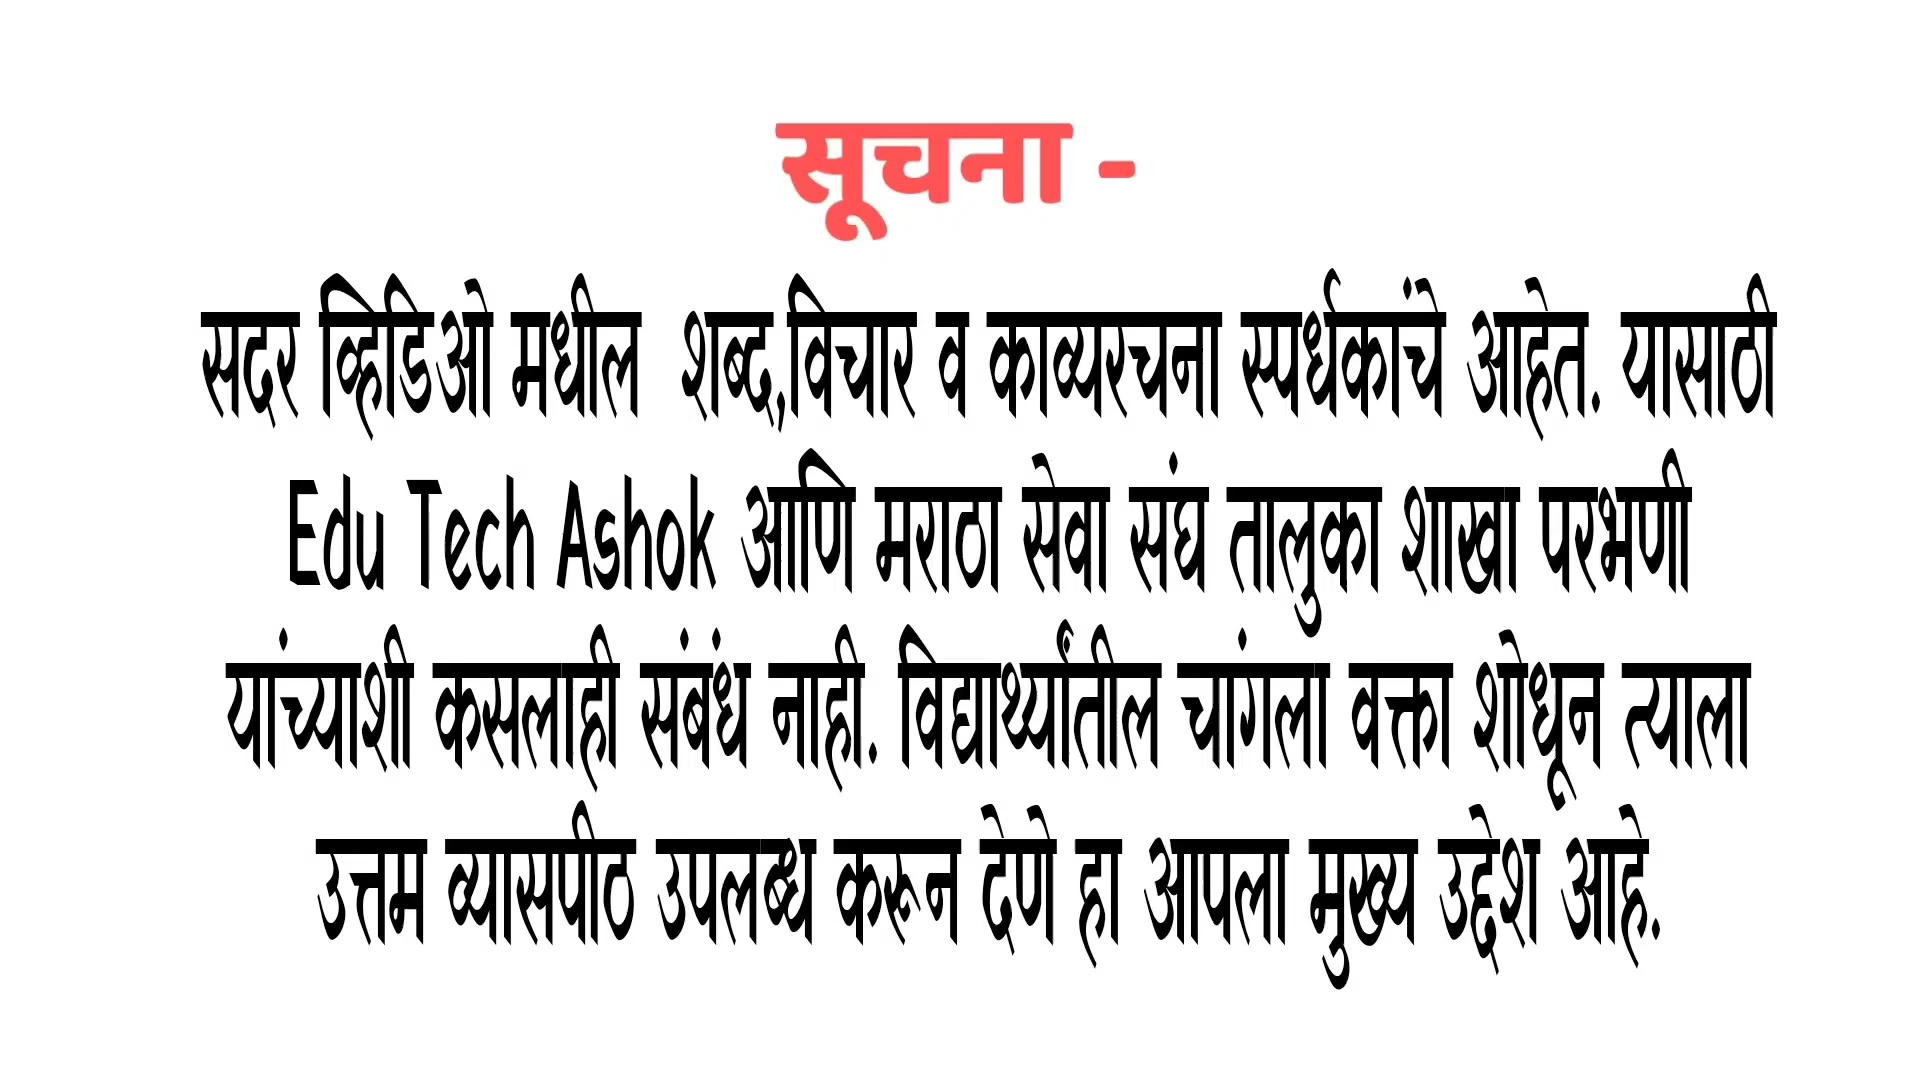 सूचना -
सदर व्हिडिओ मधील शब्द,विचार व काव्यरचना स्पर्धकांचे आहेत. यासाठी
Edu Tech Ashok आणि मराठा सेवा संघ तालुका शाखा परभणी
यांच्याशी कसलाही संबंधं नाही. विद्यार्थ्यांतील चांगला वक्ता शोधून त्याला
उत्तम व्यासपीठ उपलब्ध करून देणे हा आपला मुख्य उद्देश आहे.